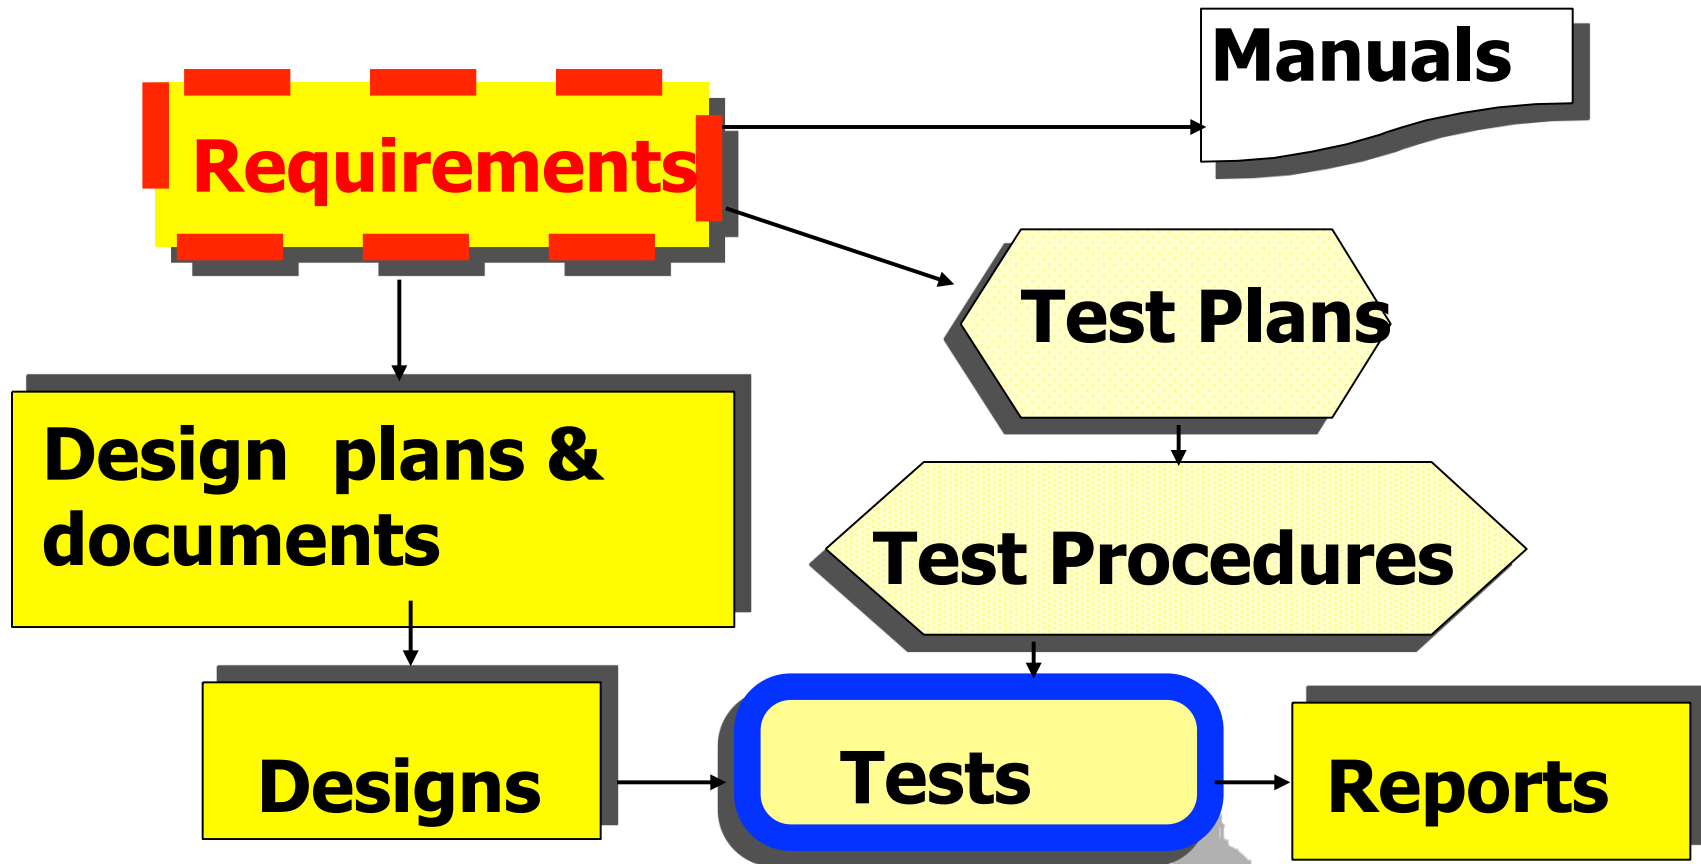 Manuals
Requirements
Test Plans
Design  plans &
documents
Test Procedures
Designs
Tests
Reports